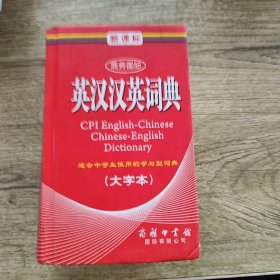 新课标
商务国际
英汉汉英词典
CPI English-Chinese
Chinese-English
Dictionary
适合中学生使用的学习型词典
(大字本)
商务印书馆
国际有限公司